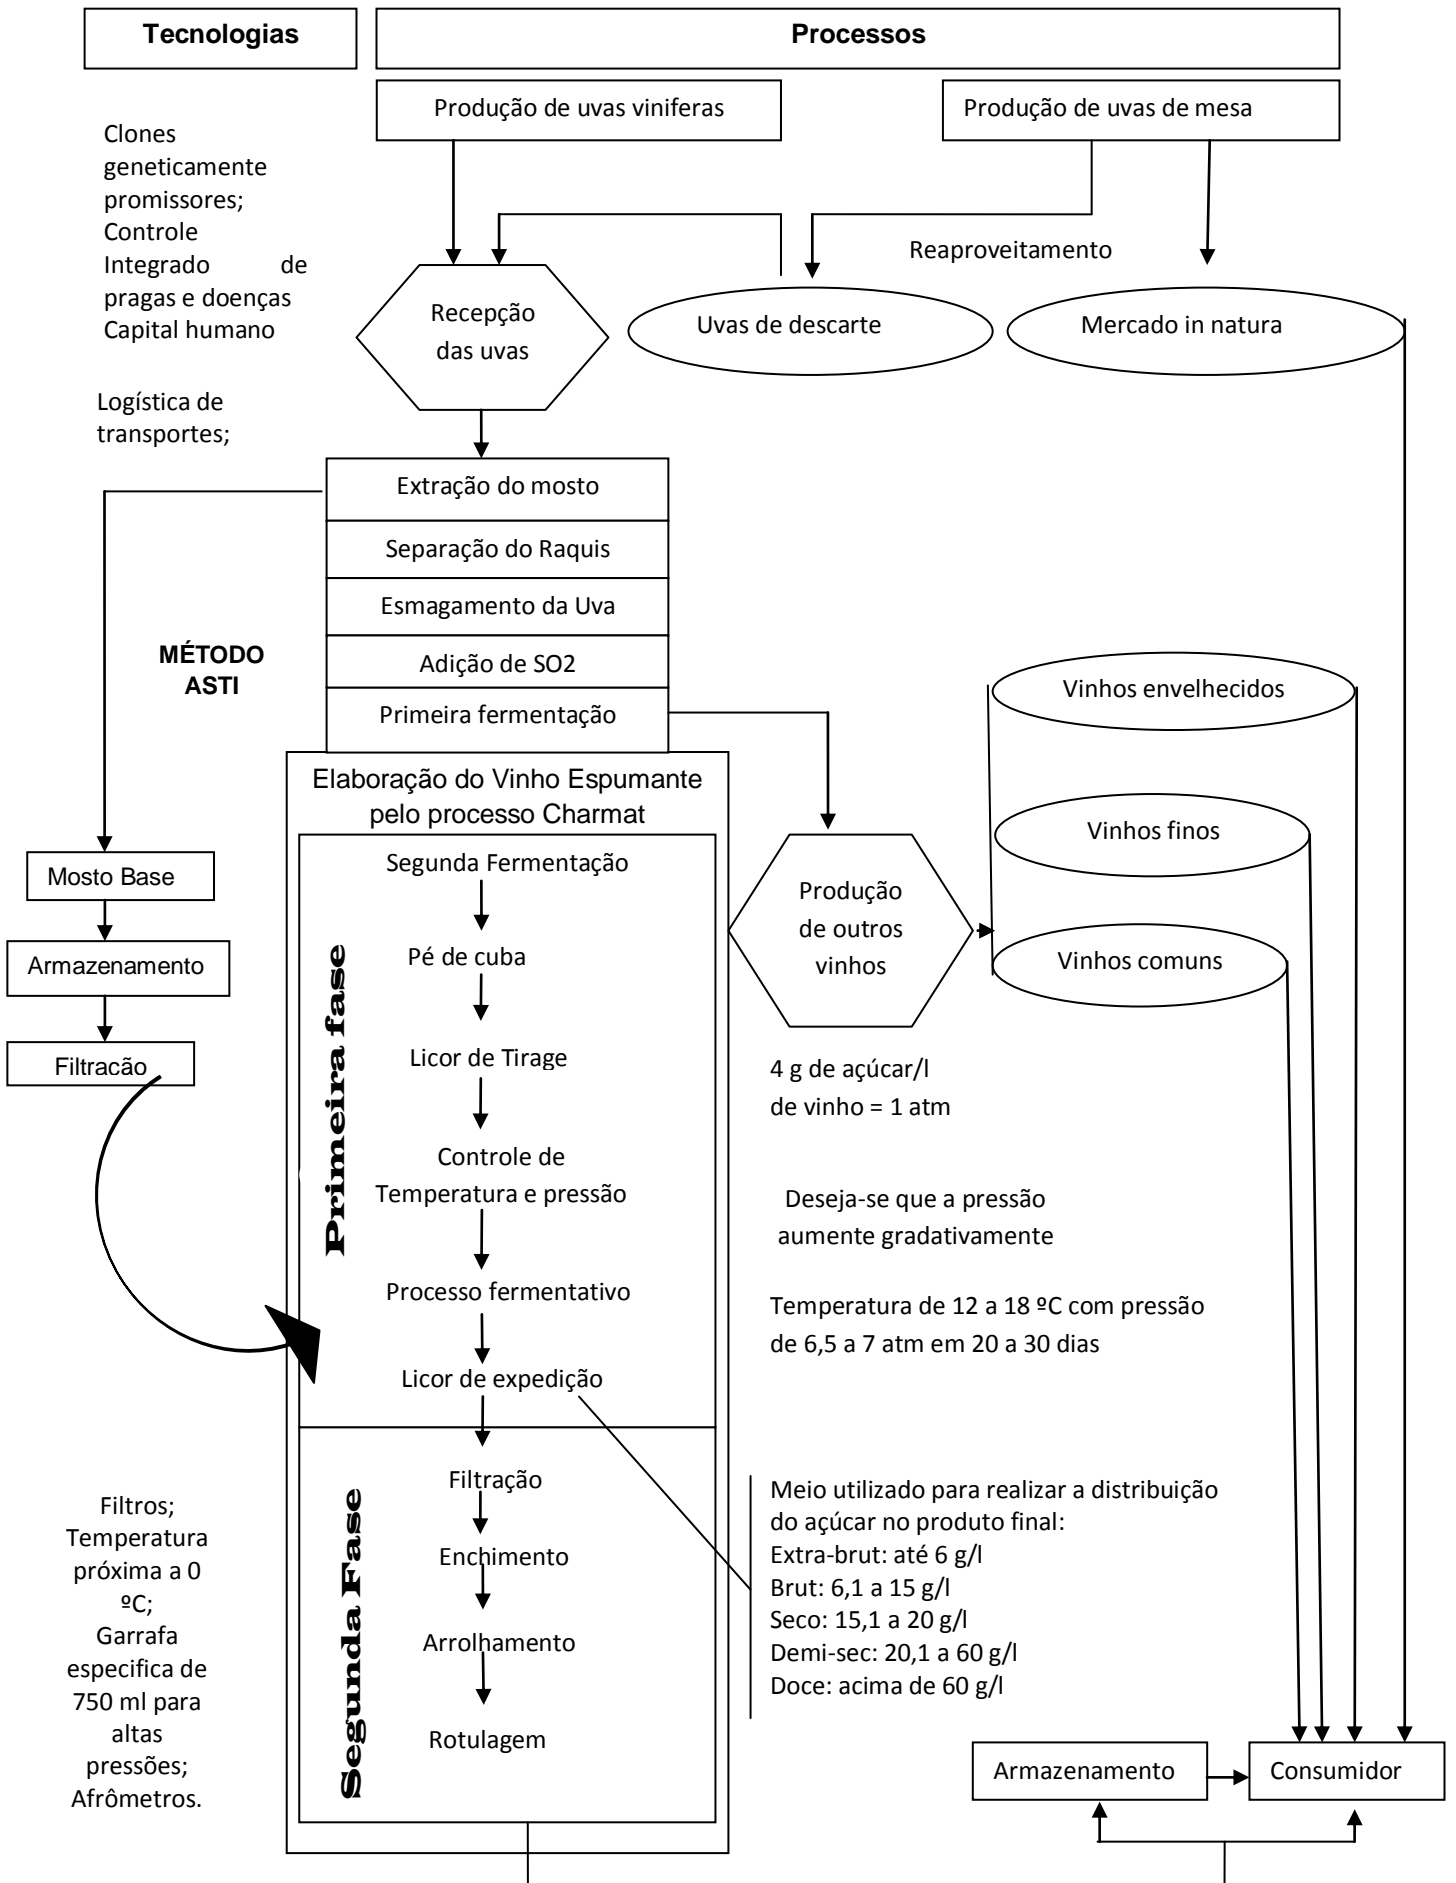 Tecnologias
Processos
Produção de uvas viniferas
Produção de uvas de mesa
Clones
geneticamente
promissores;
Controle
Integrado de
pragas e doenças
Capital humano
Reaproveitamento
Recepção
das uvas
Uvas de descarte
Mercado in natura
Logística de
transportes;
Extração do mosto
Separação do Raquis
Esmagamento da Uva
Adição de SO2
Primeira fermentação
MÉTODO
ASTI
Vinhos envelhecidos
Vinhos finos
Vinhos comuns
Elaboração do Vinho Espumante
pelo processo Charmat
Produção
de outros
vinhos
Mosto Base
Armazenamento
Filtracão
Primeira fase
Segunda Fermentação
Pé de cuba
Licor de Tirage
Controle de
Temperatura e pressão
Processo fermentativo
Licor de expedição
4 g de açúcar/l
de vinho = 1 atm
Deseja-se que a pressão
aumente gradativamente
Temperatura de 12 a 18 ºC com pressão
de 6,5 a 7 atm em 20 a 30 dias
Filtros;
Temperatura
próxima a 0
ºC;
Garrafa
especifica de
750 ml para
altas
pressões;
Afrômetros.
Segunda Fase
Filtração
Enchimento
Arrolhamento
Rotulagem
Meio utilizado para realizar a distribuição
do açúcar no produto final:
Extra-brut: até 6 g/l
Brut: 6,1 a 15 g/l
Seco: 15,1 a 20 g/l
Demi-sec: 20,1 a 60 g/l
Doce: acima de 60 g/l
Armazenamento
Consumidor